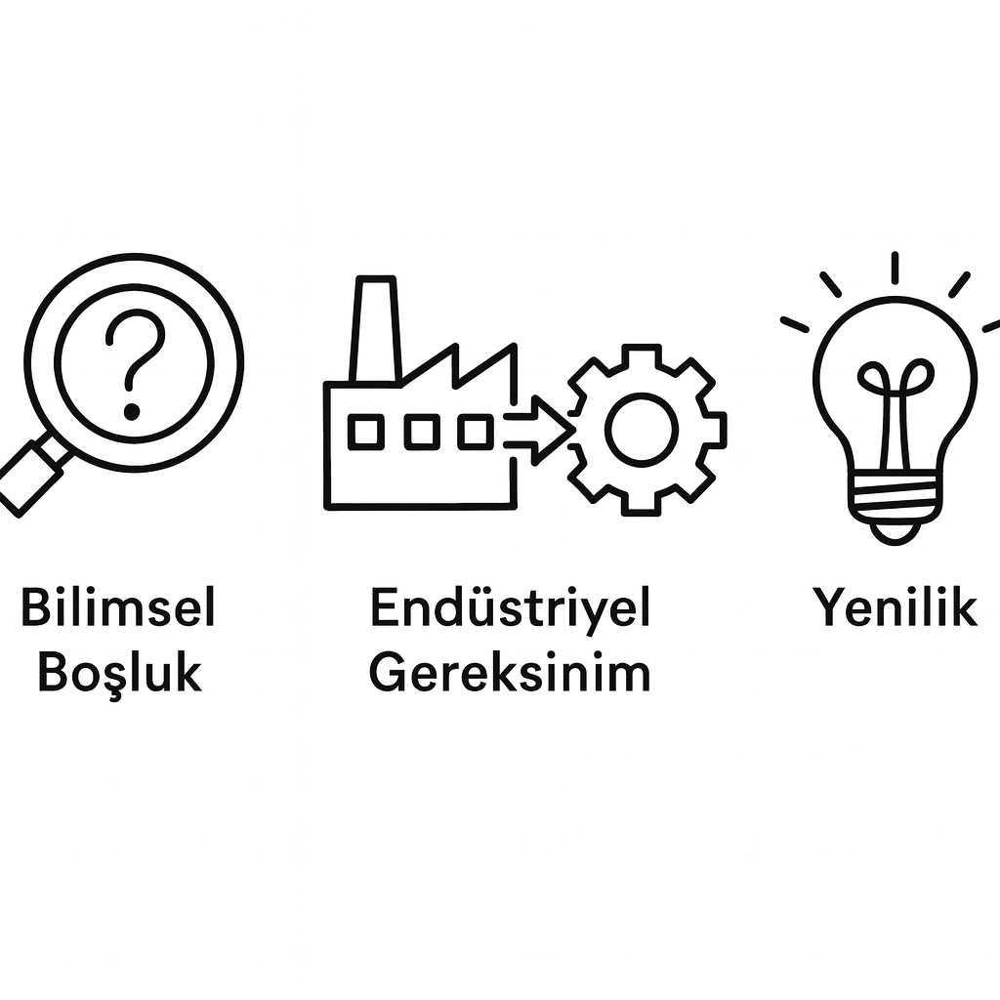 Bilimsel
Boşluk
Endüstriyel
Gereksinim
Yenilik
?